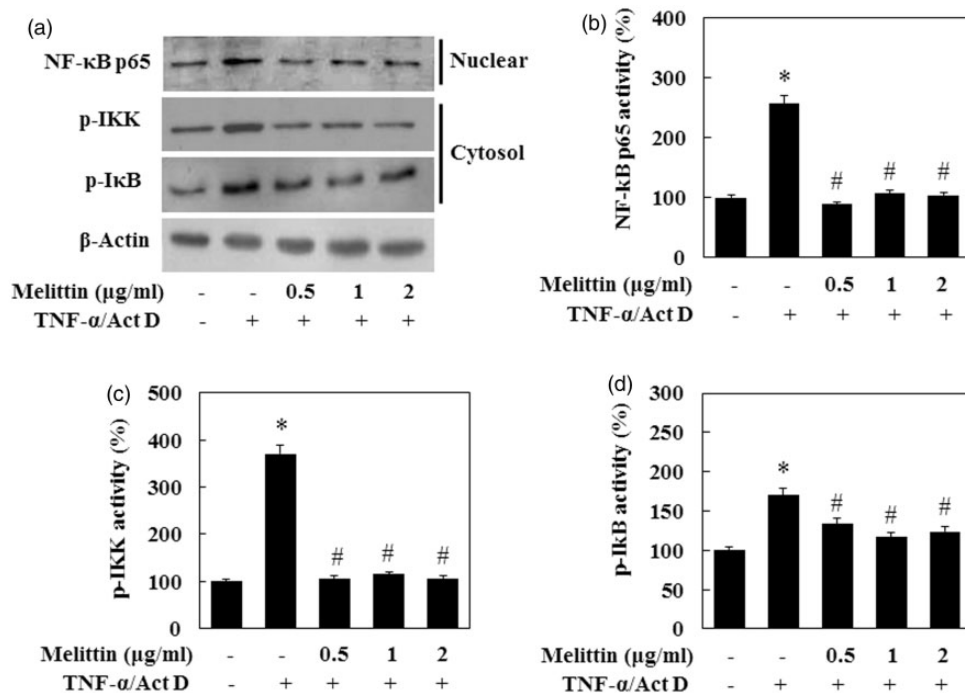 (a)
NF-κB p65
Nuclear
p-IKK
Cytosol
p-IκB
β-Actin
Melittin (µg/ml) - - 0.5 1 2
TNF-α/Act D - + + + +
(b)
NF-kB p65 activity (%)
400
300
200
100
0
*
# # #
Melittin (µg/ml) - - 0.5 1 2
TNF-α/Act D - + + + +
(c)
p-IKK activity (%)
500
400
300
200
100
0
*
# # #
Melittin (µg/ml) - - 0.5 1 2
TNF-α/Act D - + + + +
(d)
p-IkB activity (%)
300
250
200
150
100
50
0
*
# # #
Melittin (µg/ml) - - 0.5 1 2
TNF-α/Act D - + + + +